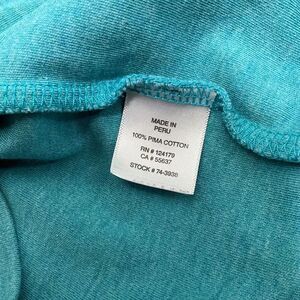 MADE IN
PERU
100% PIMA COTTON
RN # 124179
CA # 55637
STOCK # 74-3938